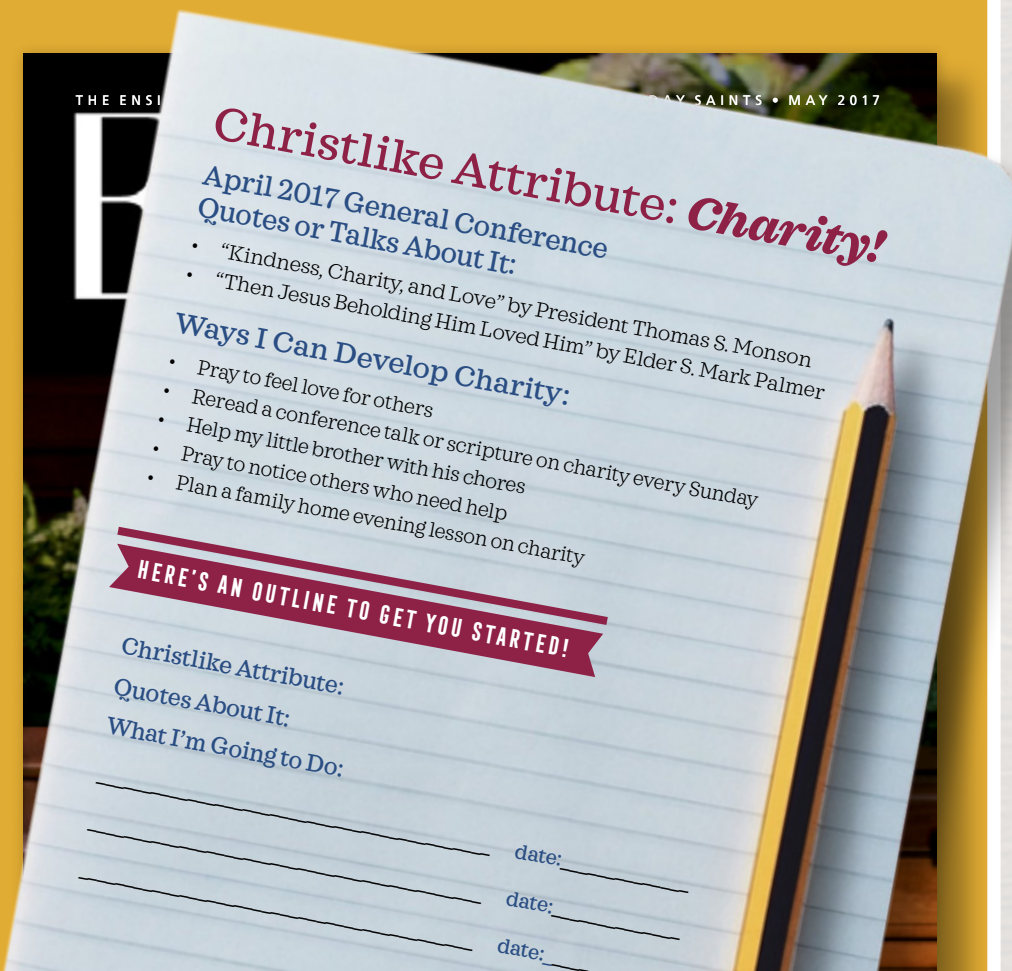 THE ENSI
DAY SAINTS • MAY 2017
Christlike Attribute: Charity!
April 2017 General Conference
Quotes or Talks About It:
• “Kindness, Charity, and Love” by President Thomas S. Monson
• “Then Jesus Beholding Him Loved Him” by Elder S. Mark Palmer
Ways I Can Develop Charity:
• Pray to feel love for others
• Reread a conference talk or scripture on charity every Sunday
• Help my little brother with his chores
• Pray to notice others who need help
• Plan a family home evening lesson on charity
HERE’S AN OUTLINE TO GET YOU STARTED!
Christlike Attribute:
Quotes About It:
What I’m Going to Do:
date:
date:
date: